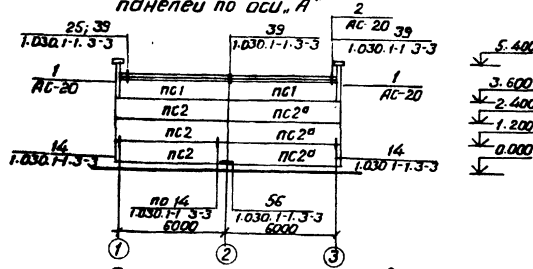 панелей по оси „А"
25; 39
1.030.1-1.3-3
39
1.030.1-1.3-3
2
АС-20
39
1.030.1-1.3-3
1
АС-20
1
АС-20
5.400
3.600
2.400
1.200
0.000
ПС1
ПС1
ПС2
ПС2а
ПС2
ПС2а
ПС2
ПС2а
14
1.030.1-1.3-3
14
1.030.1-1.3-3
по 14
1.030.1-1.3-3
56
1.030.1-1.3-3
6000
6000
1
2
3